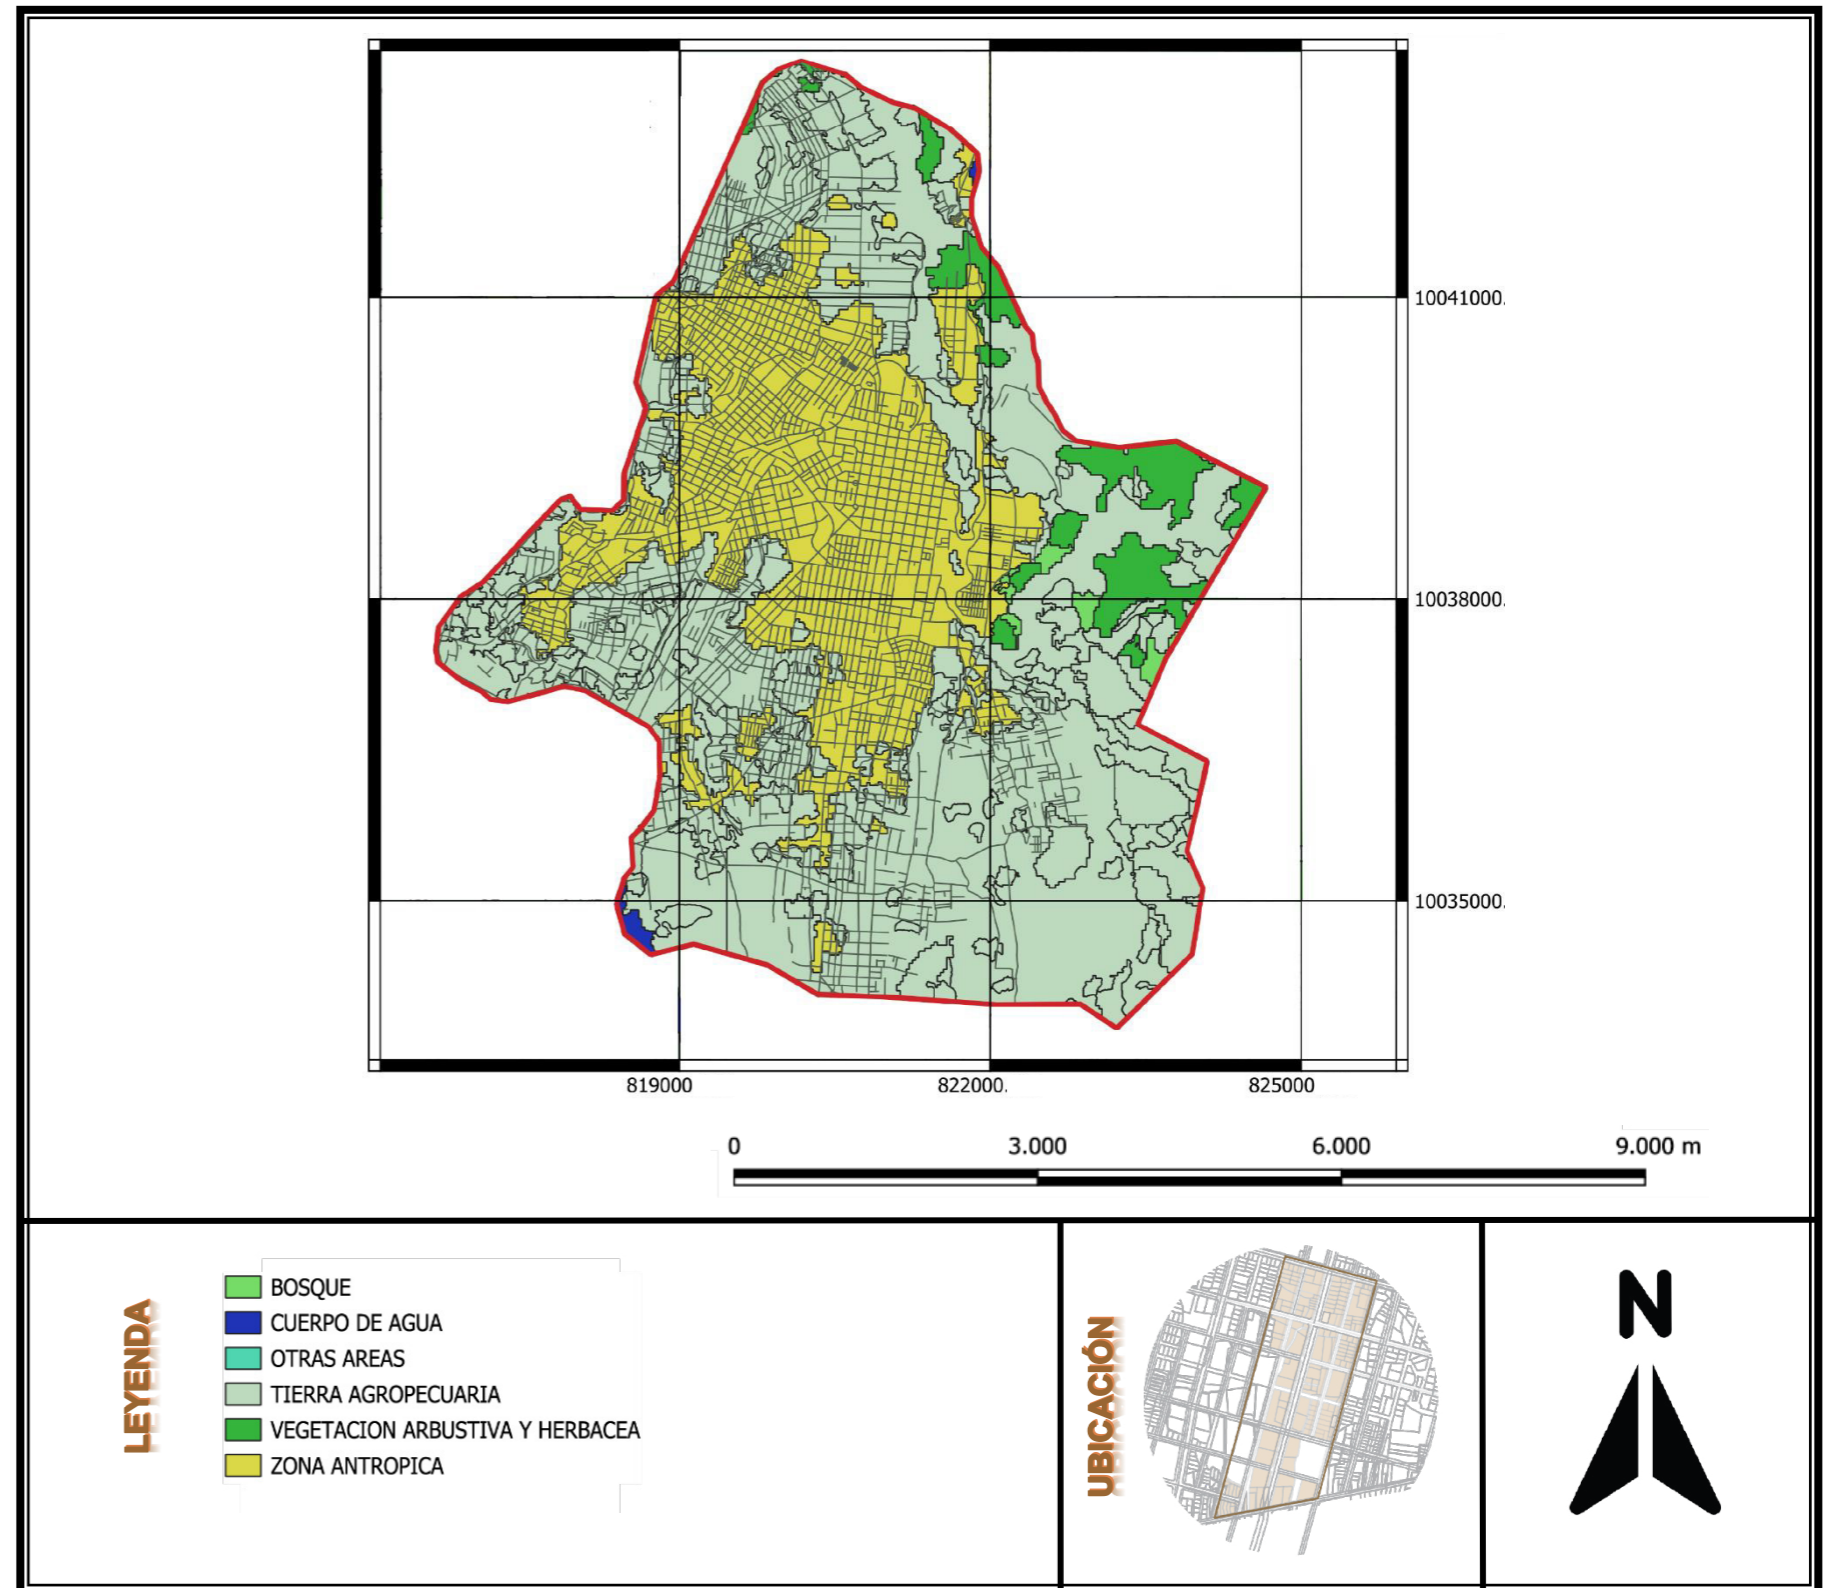 10041000.
10038000.
10035000.
819000
822000.
825000
0
3.000
6.000
9.000 m
LEYENDA
BOSQUE
CUERPO DE AGUA
OTRAS AREAS
TIERRA AGROPECUARIA
VEGETACION ARBUSTIVA Y HERBACEA
ZONA ANTROPICA
UBICACIÓN
N